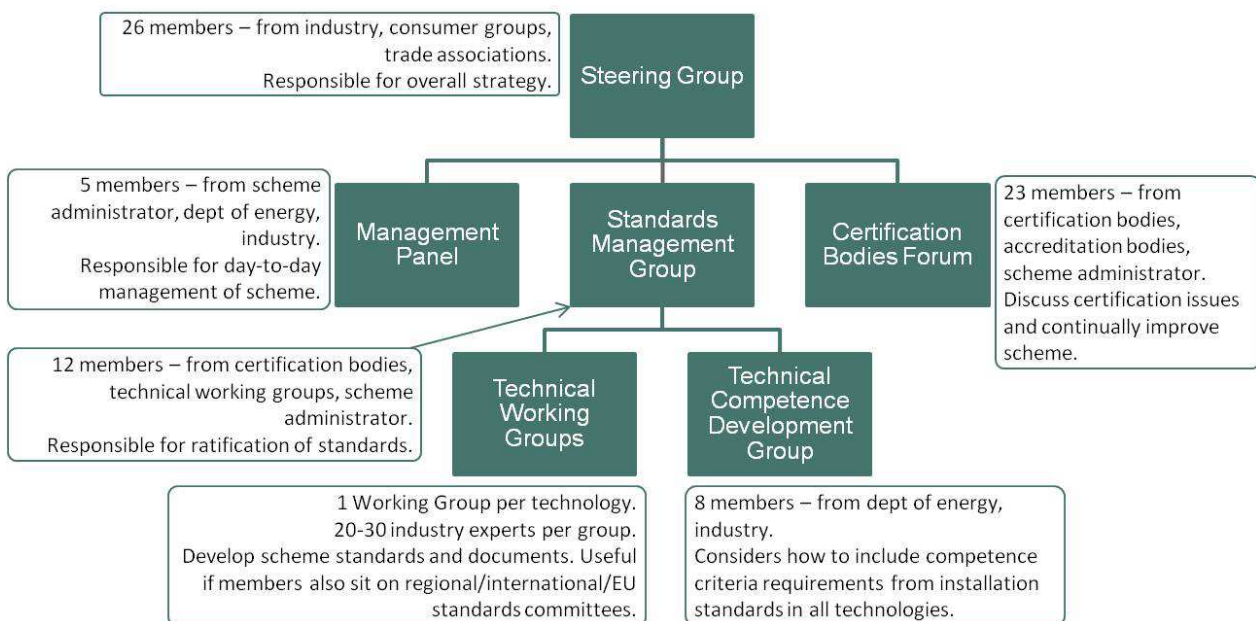 26 members – from industry, consumer groups,
trade associations.
Responsible for overall strategy.
Steering Group
5 members – from scheme
administrator, dept of energy,
industry.
Responsible for day-to-day
management of scheme.
Management
Panel
Standards
Management
Group
Certification
Bodies Forum
23 members – from
certification bodies,
accreditation bodies,
scheme administrator.
Discuss certification issues
and continually improve
scheme.
12 members – from certification bodies,
technical working groups, scheme
administrator.
Responsible for ratification of standards.
Technical
Working
Groups
Technical
Competence
Development
Group
1 Working Group per technology.
20-30 industry experts per group.
Develop scheme standards and documents. Useful
if members also sit on regional/international/EU
standards committees.
8 members – from dept of energy,
industry.
Considers how to include competence
criteria requirements from installation
standards in all technologies.